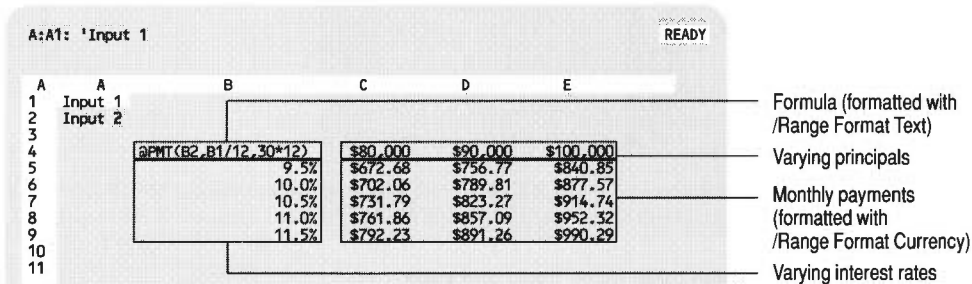 A:A1: 'Input 1 READY
A A B C D E
1 Input 1
2 Input 2
3
4 @PMT(B2,B1/12,30*12) $80,000 $90,000 $100,000
5 9.5% $672.68 $756.77 $840.85
6 10.0% $702.06 $789.81 $877.57
7 10.5% $731.79 $823.27 $914.74
8 11.0% $761.86 $857.09 $952.32
9 11.5% $792.23 $891.26 $990.29
10
11
Formula (formatted with
/Range Format Text)
Varying principals
Monthly payments
(formatted with
/Range Format Currency)
Varying interest rates